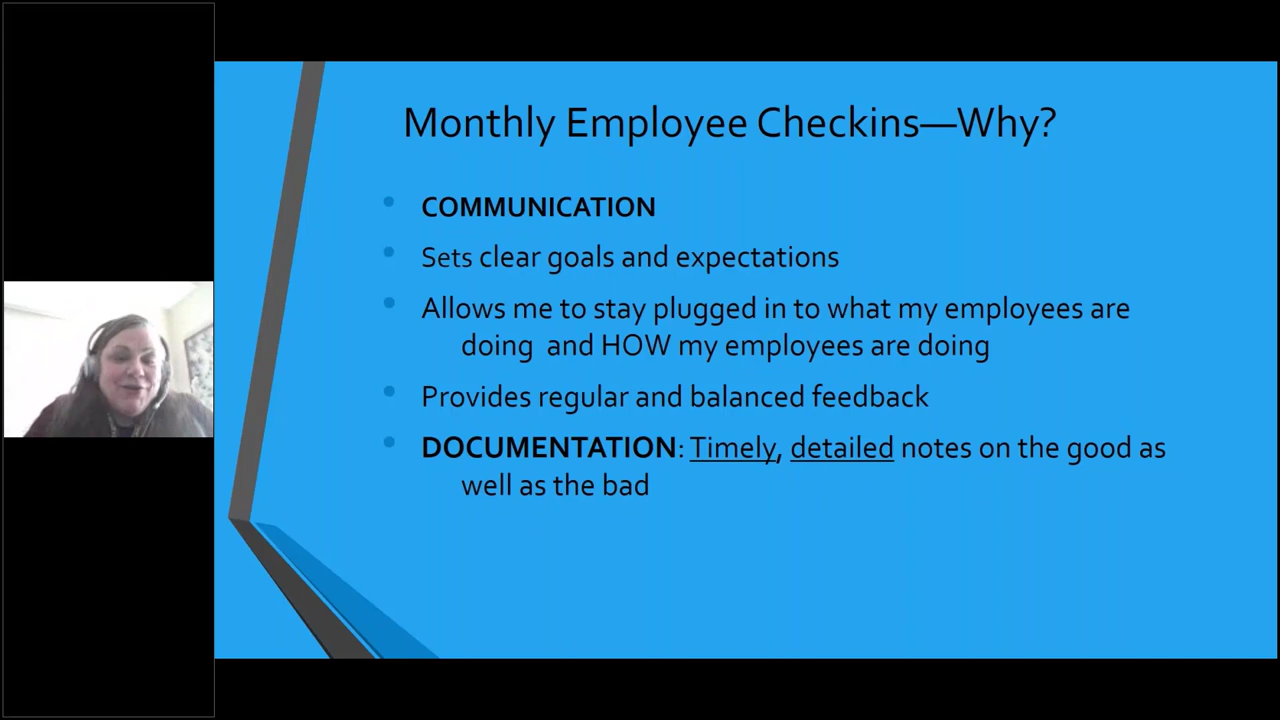 Monthly Employee Checkins—Why?
COMMUNICATION
Sets clear goals and expectations
Allows me to stay plugged in to what my employees are
doing and HOW my employees are doing
Provides regular and balanced feedback
DOCUMENTATION: Timely, detailed notes on the good as
well as the bad